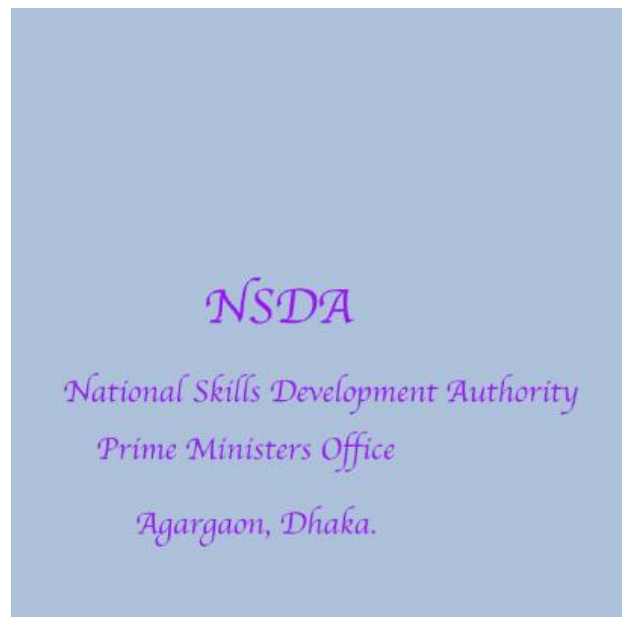 NSDA
National Skills Development Authority
Prime Ministers Office
Agargaon, Dhaka.